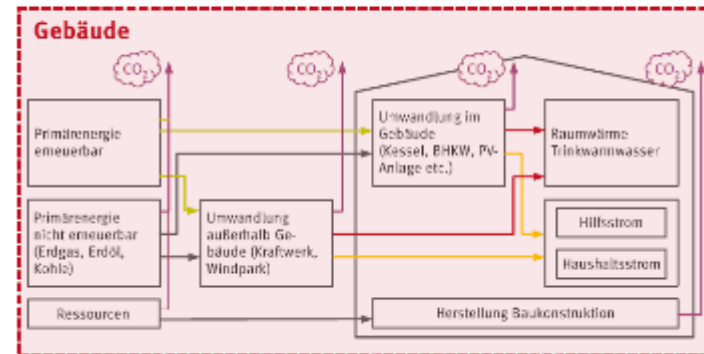 Gebäude
CO₂
CO₂
CO₂
CO₂
Primärenergie
erneuerbar
Umwandlung im
Gebäude
(Kessel, BHKW, PV-
Anlage etc.)
Raumwärme
Trinkwarmwasser
Primärenergie
nicht erneuerbar
(Erdgas, Erdöl,
Kohle)
Umwandlung
außerhalb Ge-
bäude (Kraftwerk,
Windpark)
Hilfsstrom
Haushaltsstrom
Ressourcen
Herstellung Baukonstruktion